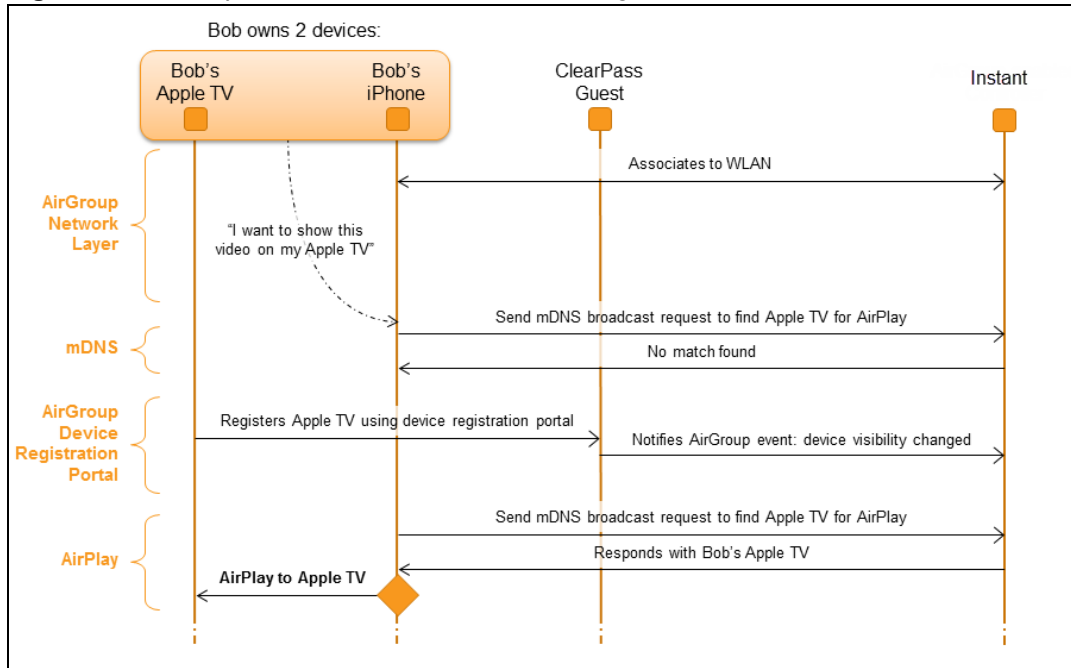 Bob owns 2 devices:
Bob's
Apple TV
Bob's
iPhone
ClearPass
Guest
Instant
Associates to WLAN
AirGroup
Network
Layer
"I want to show this
video on my Apple TV"
Send mDNS broadcast request to find Apple TV for AirPlay
mDNS
No match found
AirGroup
Device
Registration
Portal
Registers Apple TV using device registration portal
Notifies AirGroup event: device visibility changed
Send mDNS broadcast request to find Apple TV for AirPlay
AirPlay
Responds with Bob's Apple TV
AirPlay to Apple TV